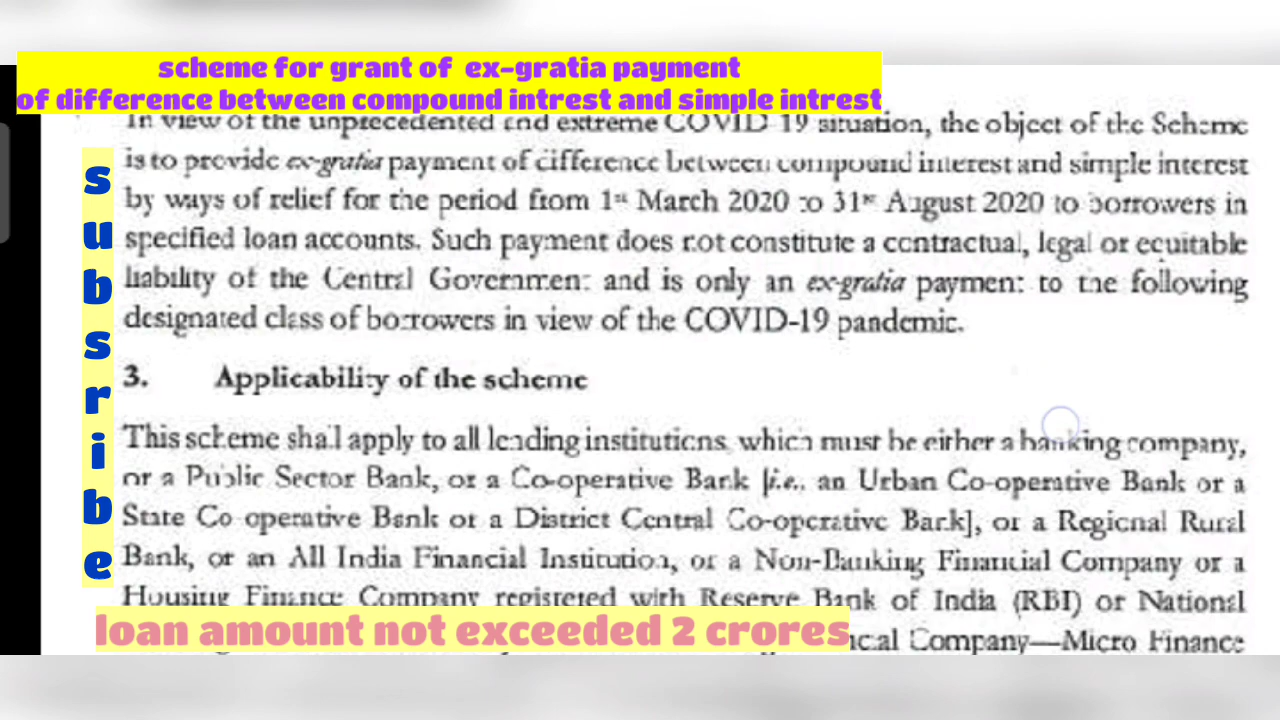 scheme for grant of ex-gratia payment
of difference between compound intrest and simple intrest
In view of the unprecedented and extreme COVID 19 situation, the object of the Scheme
is to provide ex-gratia payment of difference between compound interest and simple interest
by ways of relief for the period from 1st March 2020 to 31st August 2020 to borrowers in
specified loan accounts. Such payment does not constitute a contractual, legal or equitable
liability of the Central Government and is only an ex-gratia payment to the following
designated class of borrowers in view of the COVID-19 pandemic.
3. Applicability of the scheme
This scheme shall apply to all lending institutions, which must be either a banking company,
or a Public Sector Bank, or a Co-operative Bank [i.e., an Urban Co-operative Bank or a
State Co operative Bank or a District Central Co-operative Bank], or a Regional Rural
Bank, or an All India Financial Institution, or a Non-Banking Financial Company or a
Housing Finance Company registered with Reserve Bank of India (RBI) or National
Company—Micro Finance
loan amount not exceeded 2 crores
s
u
b
s
r
i
b
e